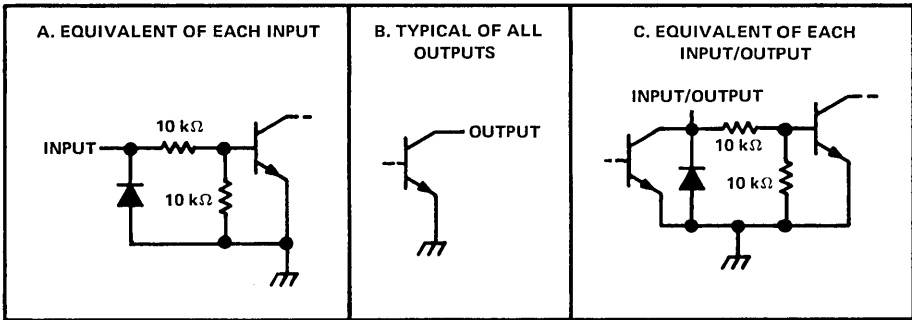 A. EQUIVALENT OF EACH INPUT
INPUT
10 kΩ
10 kΩ
B. TYPICAL OF ALL
OUTPUTS
OUTPUT
C. EQUIVALENT OF EACH
INPUT/OUTPUT
INPUT/OUTPUT
10 kΩ
10 kΩ